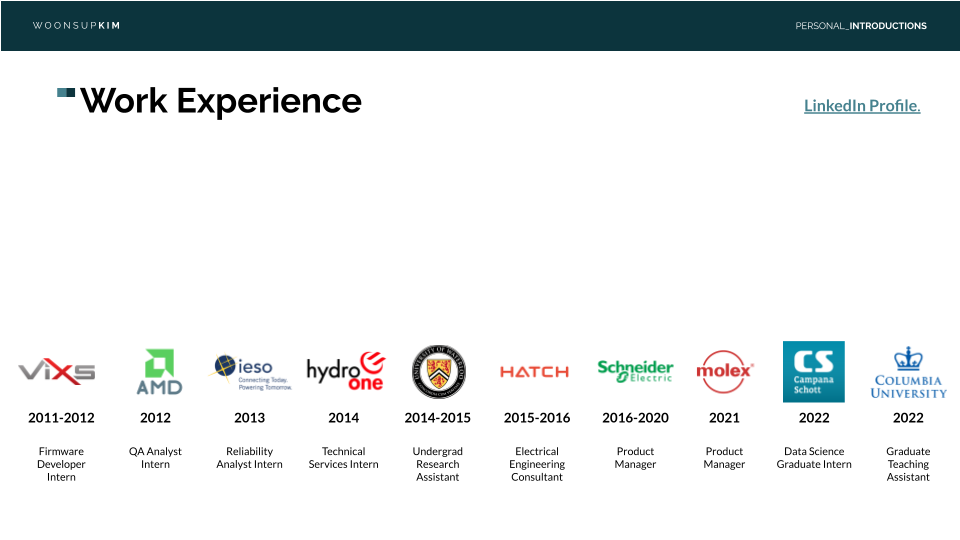 WOONSUPKIM
PERSONAL_INTRODUCTIONS
Work Experience
LinkedIn Profile.
ViXS
AMD
ieso
Connecting Today.
Powering Tomorrow.
hydro
one
UNIVERSITY OF WATERLOO
HATCH
Schneider
Electric
molex®
CS
Campana
Schott
COLUMBIA
UNIVERSITY
2011-2012
2012
2013
2014
2014-2015
2015-2016
2016-2020
2021
2022
2022
Firmware
Developer
Intern
QA Analyst
Intern
Reliability
Analyst Intern
Technical
Services Intern
Undergrad
Research
Assistant
Electrical
Engineering
Consultant
Product
Manager
Product
Manager
Data Science
Graduate Intern
Graduate
Teaching
Assistant